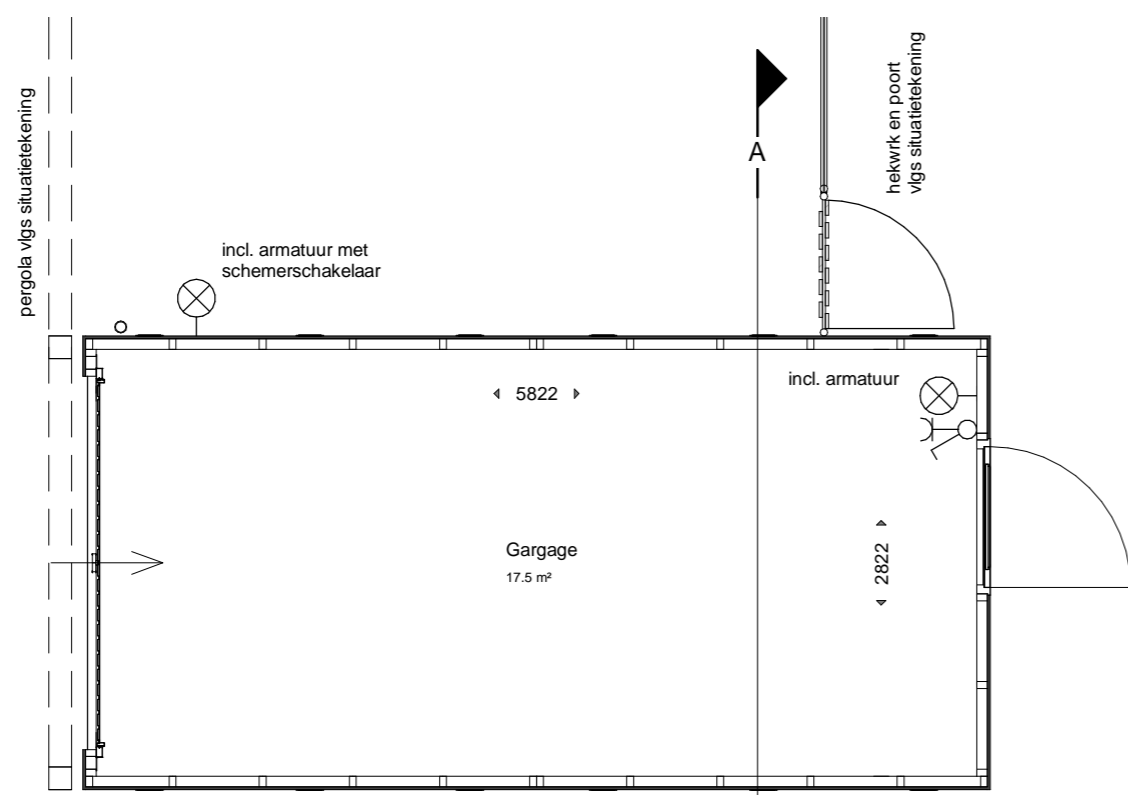 pergola vlgs situatietekening
hekwrk en poort
vlgs situatietekening
A
incl. armatuur met
schemerschakelaar
incl. armatuur
5822
Gargage
17.5 m²
2822